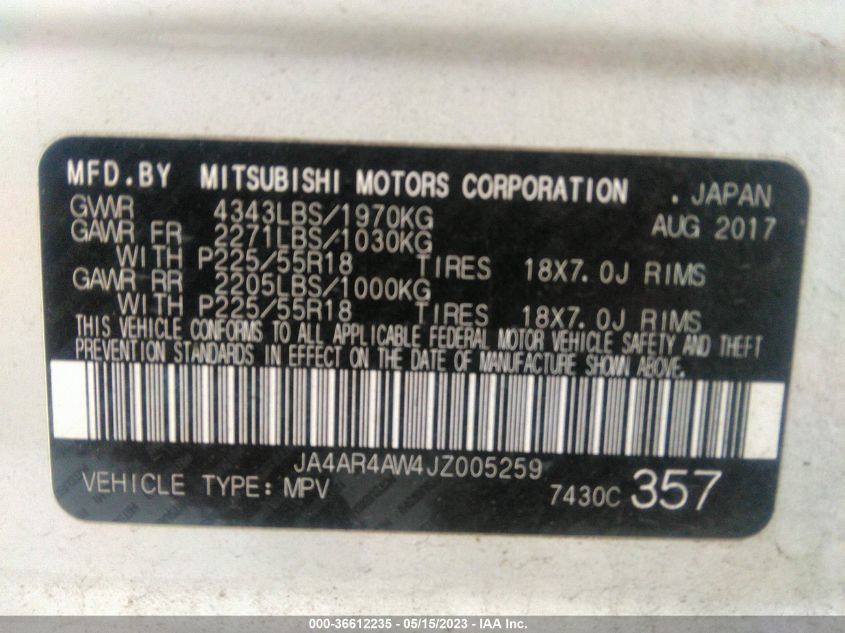 MFD.BY MITSUBISHI MOTORS CORPORATION . JAPAN
GVWR 4343LBS/1970KG AUG 2017
GAWR FR 2271LBS/1030KG
WITH P225/55R18 TIRES 18X7.0J RIMS
GAWR RR 2205LBS/1000KG
WITH P225/55R18 TIRES 18X7.0J RIMS
THIS VEHICLE CONFORMS TO ALL APPLICABLE FEDERAL MOTOR VEHICLE SAFETY AND THEFT
PREVENTION STANDARDS IN EFFECT ON THE DATE OF MANUFACTURE SHOWN ABOVE.
JA4AR4AW4JZ005259
VEHICLE TYPE: MPV 7430C 357
000-36612235 - 05/15/2023 - IAA Inc.